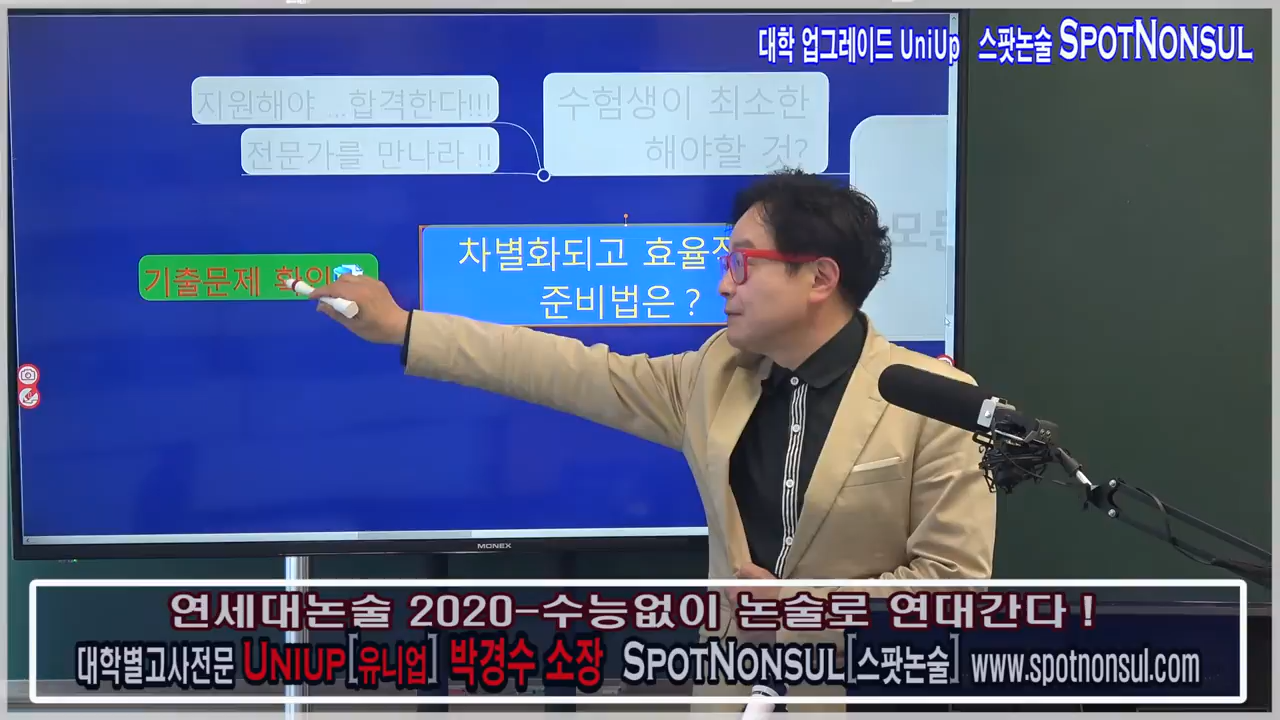 대학 업그레이드 UniUp 스팟논술 SPOTNONSUL
지원해야 ...합격한다!!!
전문가를 만나라 !!
수험생이 최소한
해야할 것?
모든
기출문제 확인
차별화되고 효율적
준비법은 ?
MONEX
연세대논술 2020-수능없이 논술로 연대간다 !
대학별고사전문 UNIUP[유니업] 박경수 소장 SPOTNONSUL[스팟논술] www.spotnonsul.com